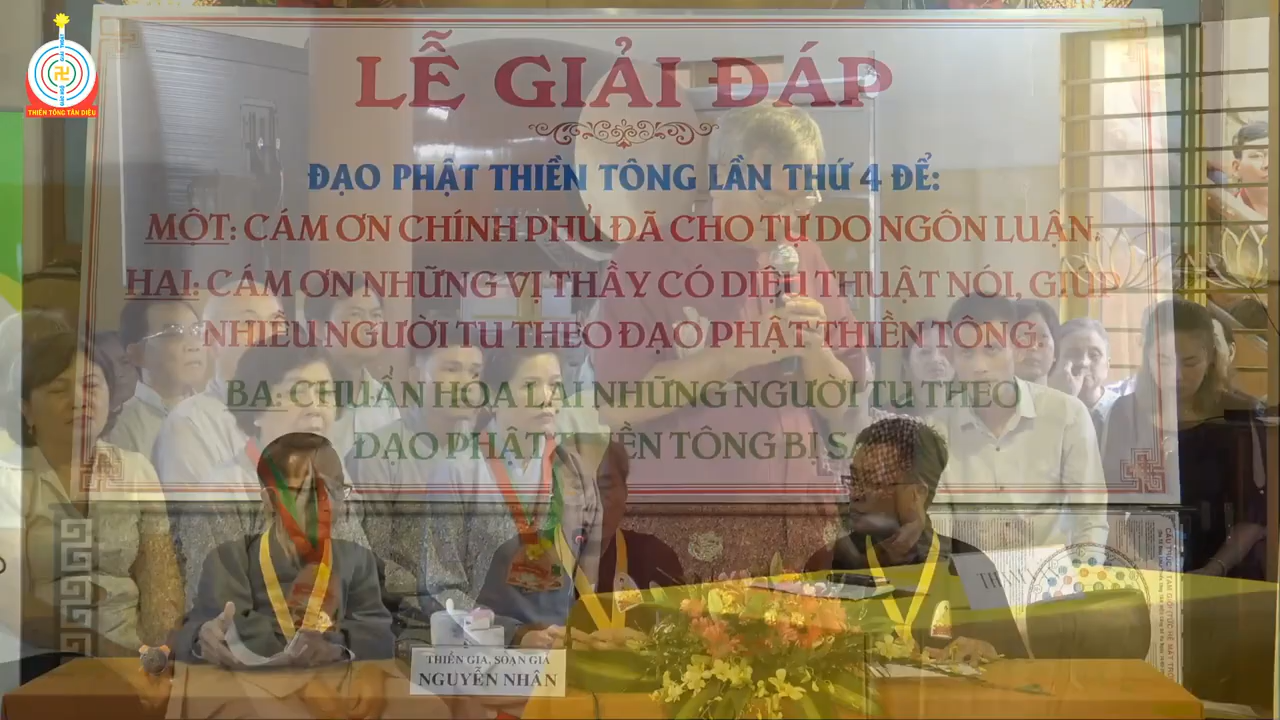 THIỀN TÔNG TÂN DIỆU
LỄ GIẢI ĐÁP
ĐẠO PHẬT THIỀN TÔNG LẦN THỨ 4 ĐỂ:
MỘT: CÁM ƠN CHÍNH PHỦ ĐÃ CHO TỰ DO NGÔN LUẬN.
HAI: CÁM ƠN NHỮNG VỊ THẦY CÓ DIỆU THUẬT NÓI, GIÚP
NHIỀU NGƯỜI TU THEO ĐẠO PHẬT THIỀN TÔNG.
BA: CHUẨN HÓA LẠI NHỮNG NGƯỜI TU THEO
ĐẠO PHẬT THIỀN TÔNG BỊ SA
THIỀN GIA, SOẠN GIẢ
NGUYỄN NHÂN